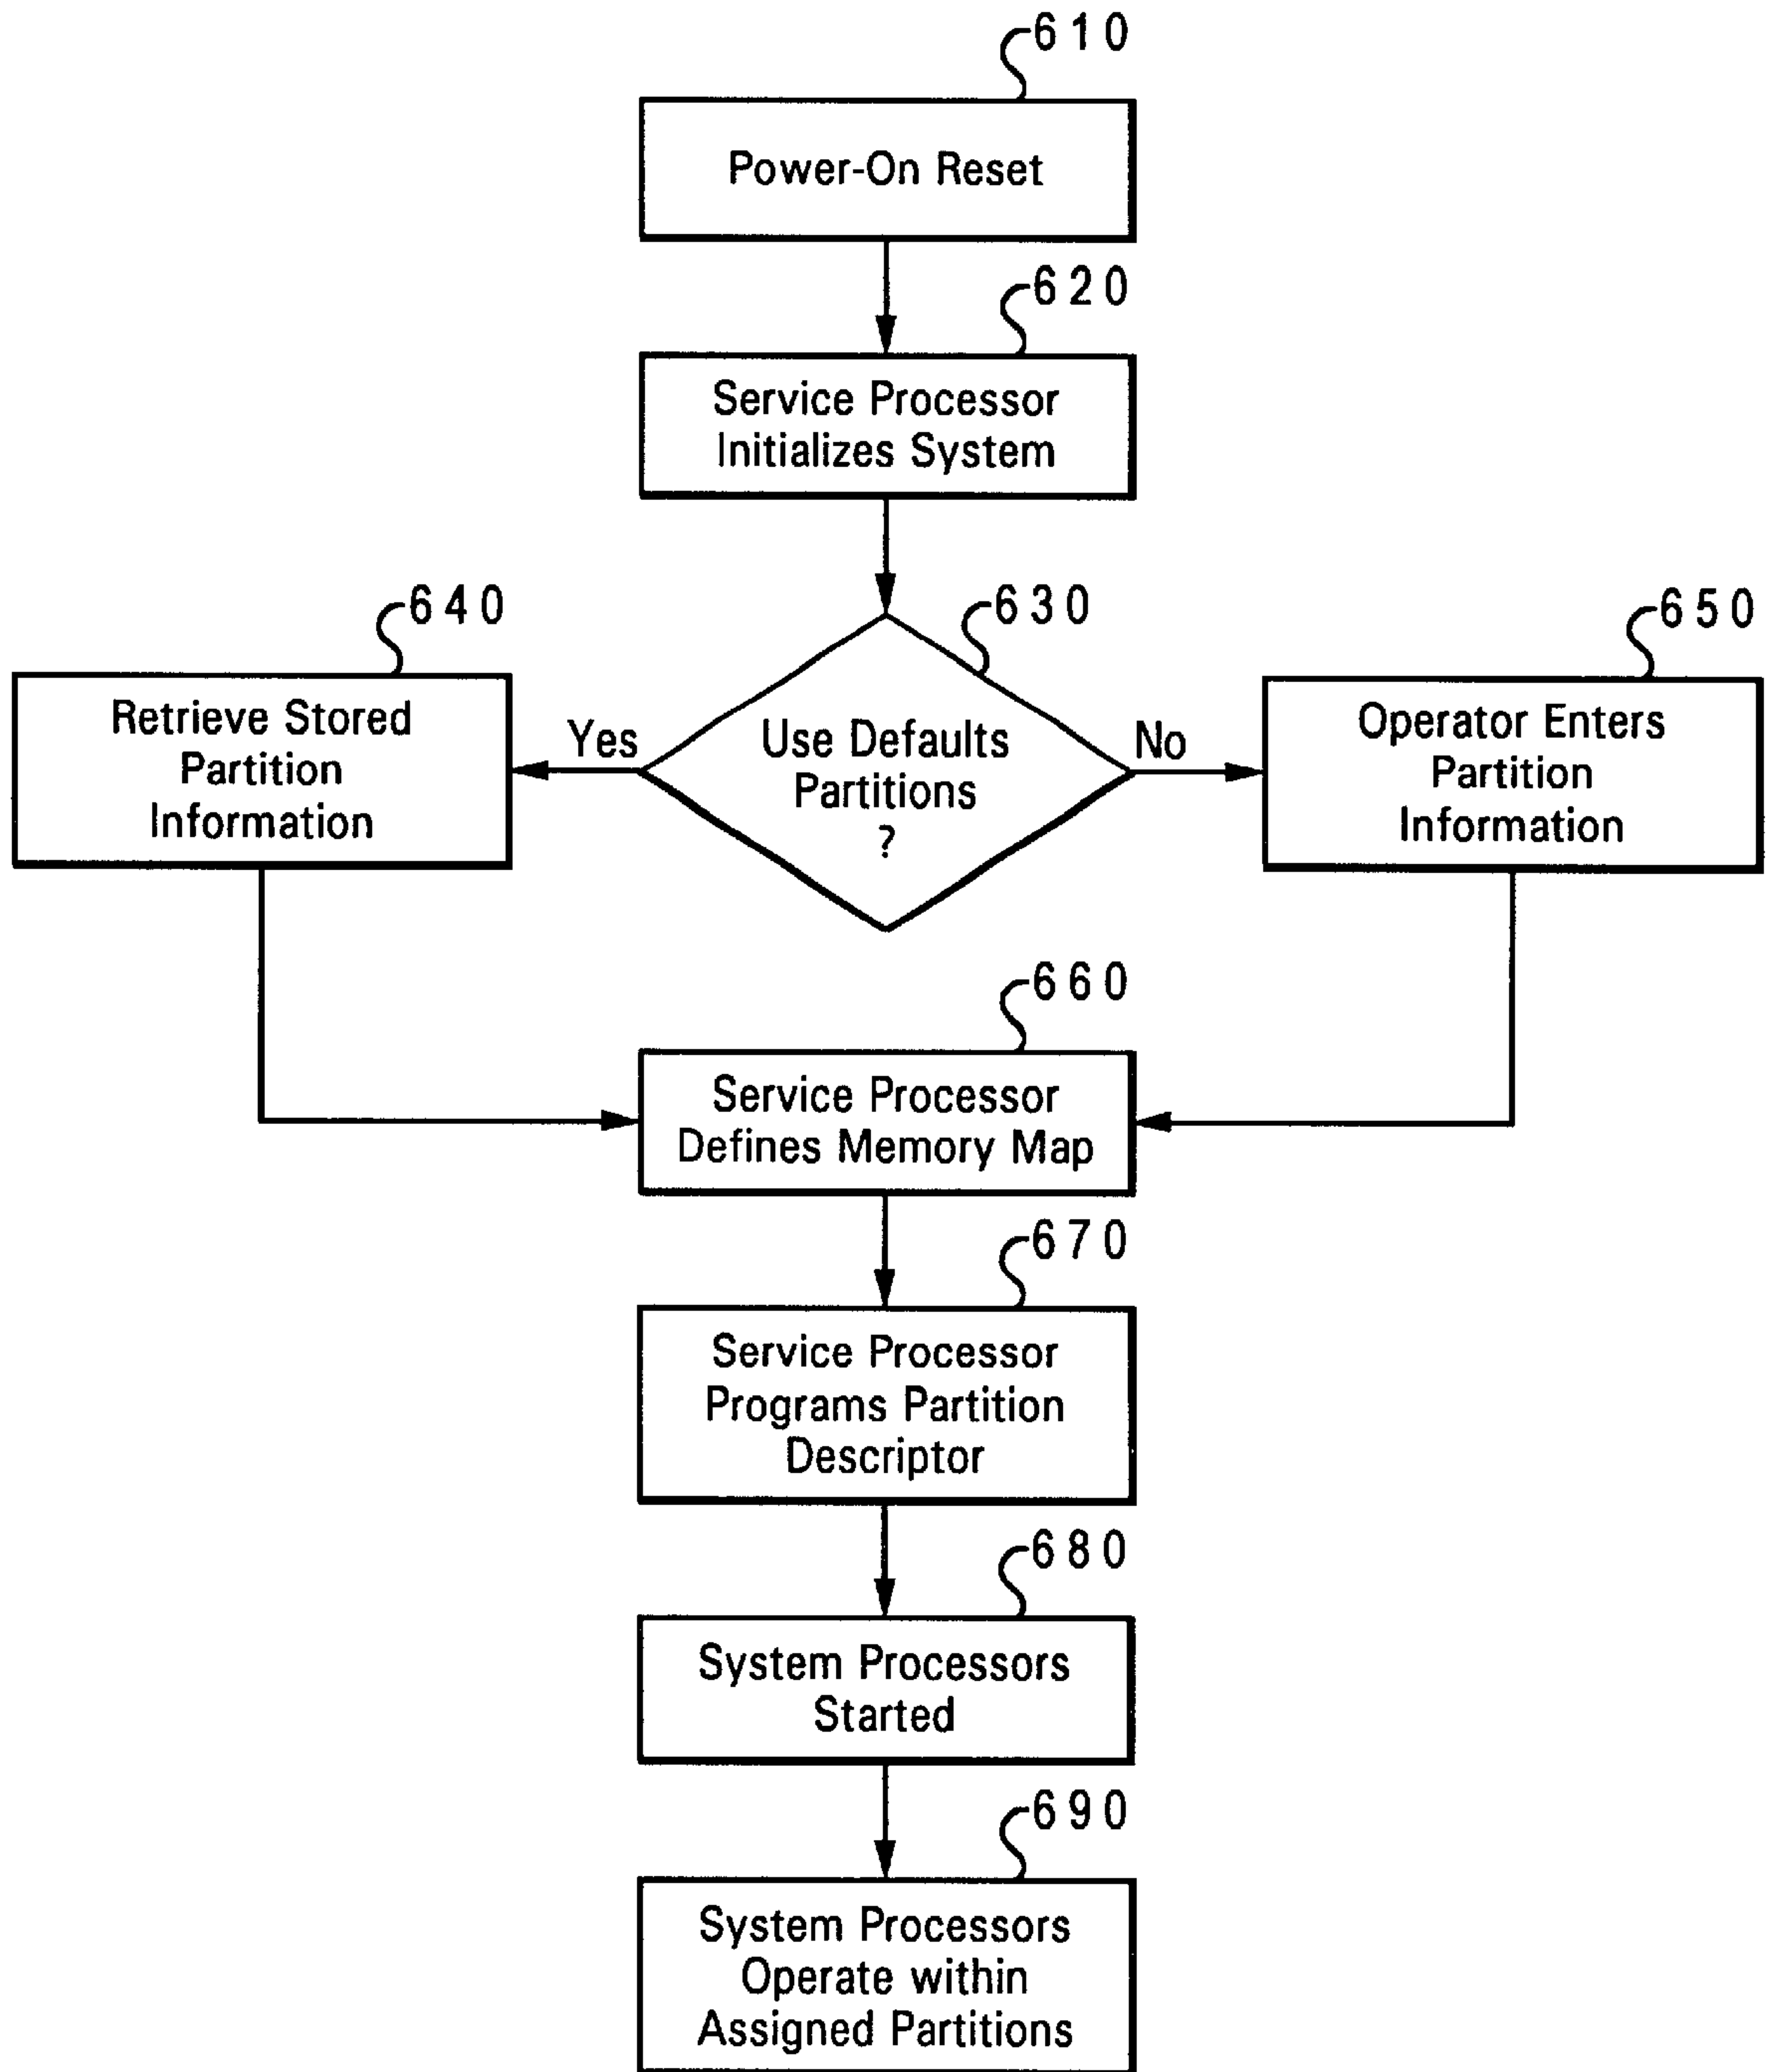 610
Power-On Reset
620
Service Processor
Initializes System
630
Use Defaults
Partitions
?
Yes
No
640
Retrieve Stored
Partition
Information
650
Operator Enters
Partition
Information
660
Service Processor
Defines Memory Map
670
Service Processor
Programs Partition
Descriptor
680
System Processors
Started
690
System Processors
Operate within
Assigned Partitions